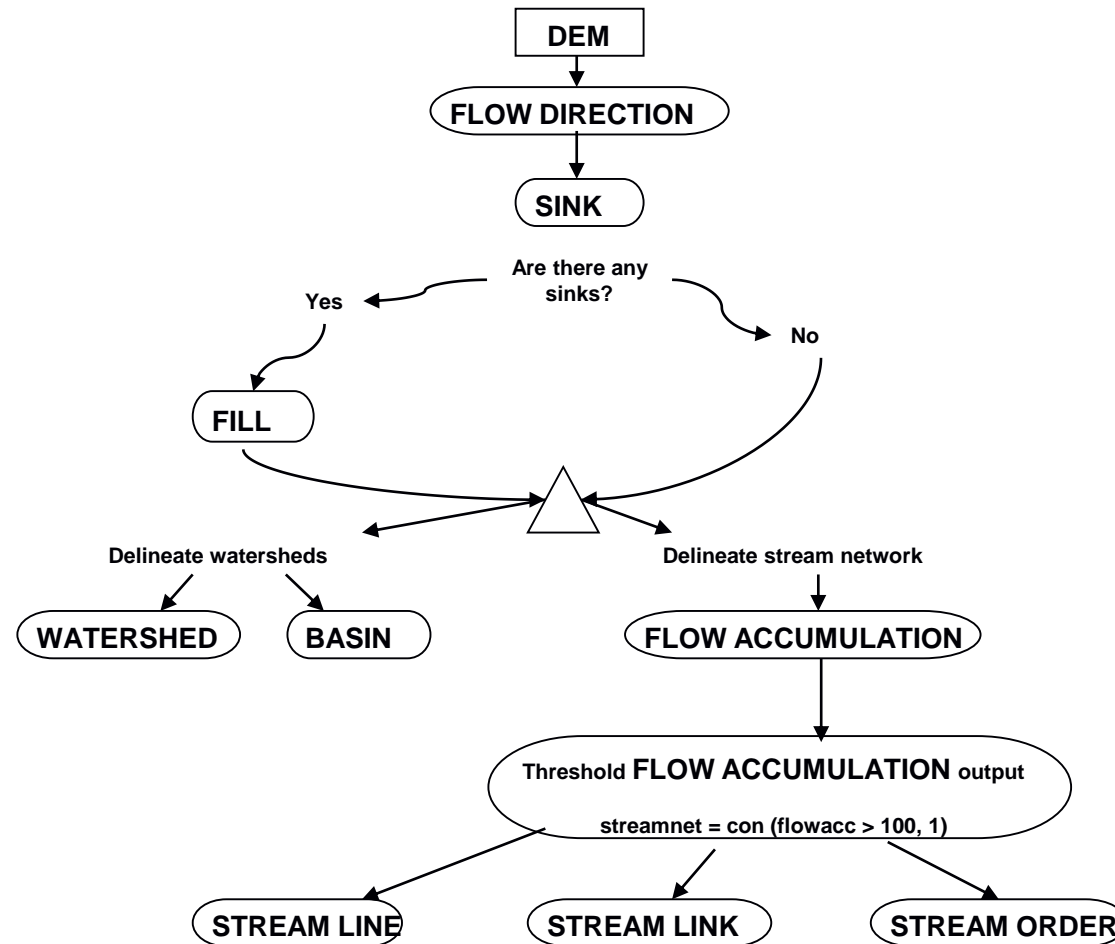 DEM
FLOW DIRECTION
SINK
Are there any
sinks?
Yes
No
FILL
Delineate watersheds
Delineate stream network
WATERSHED
BASIN
FLOW ACCUMULATION
Threshold FLOW ACCUMULATION output
streamnet = con (flowacc > 100, 1)
STREAM LINE
STREAM LINK
STREAM ORDER